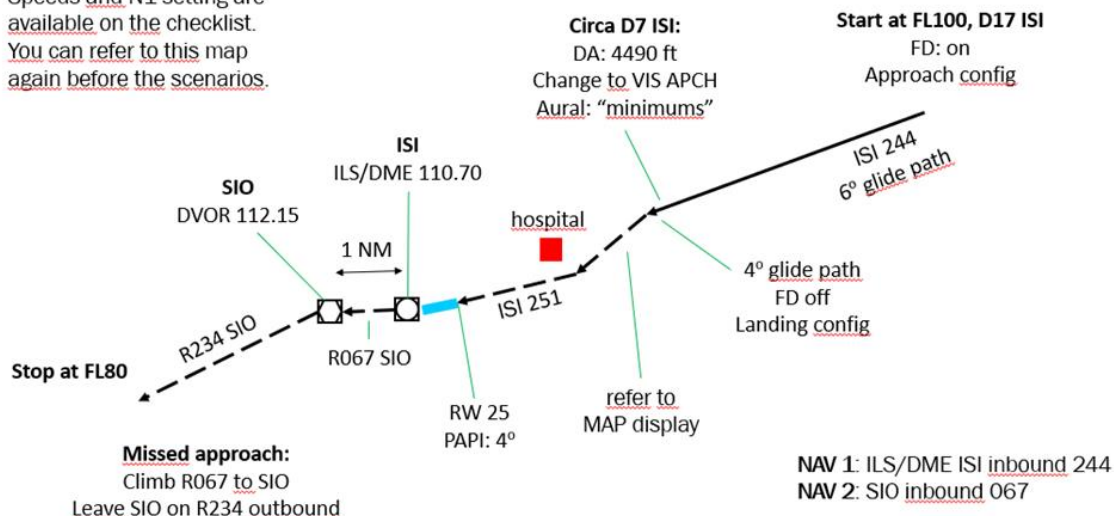 available on the checklist.
You can refer to this map
again before the scenarios.
Circa D7 ISI:
DA: 4490 ft
Change to VIS APCH
Aural: “minimums”
Start at FL100, D17 ISI
FD: on
Approach config
ISI 244
6º glide path
ISI
ILS/DME 110.70
SIO
DVOR 112.15
hospital
1 NM
4º glide path
FD off
Landing config
ISI 251
R234 SIO
R067 SIO
Stop at FL80
refer to
MAP display
RW 25
PAPI: 4º
Missed approach:
Climb R067 to SIO
Leave SIO on R234 outbound
NAV 1: ILS/DME ISI inbound 244
NAV 2: SIO inbound 067